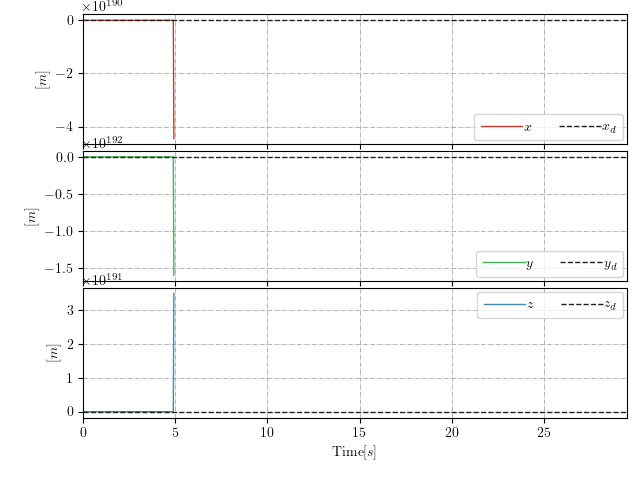 ×10^190
0
−2
−4
[m]
x x_d
×10^192
0.0
−0.5
−1.0
−1.5
[m]
y y_d
×10^191
3
2
1
0
[m]
z z_d
0 5 10 15 20 25
Time[s]